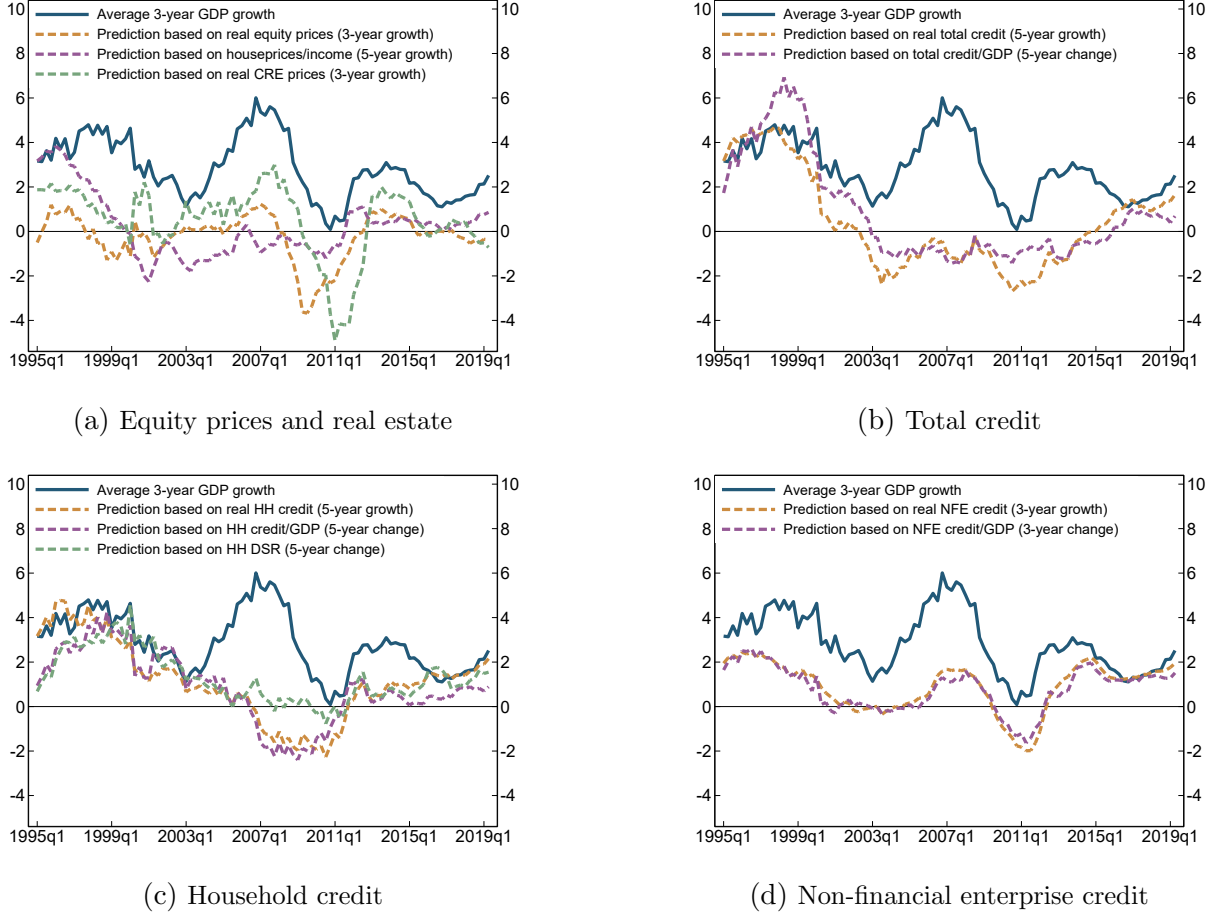 10
8
6
4
2
0
-2
-4
Average 3-year GDP growth
Prediction based on real equity prices (3-year growth)
Prediction based on houseprices/income (5-year growth)
Prediction based on real CRE prices (3-year growth)
10
8
6
4
2
0
-2
-4
1995q1 1999q1 2003q1 2007q1 2011q1 2015q1 2019q1
(a) Equity prices and real estate
10
8
6
4
2
0
-2
-4
Average 3-year GDP growth
Prediction based on real total credit (5-year growth)
Prediction based on total credit/GDP (5-year change)
10
8
6
4
2
0
-2
-4
1995q1 1999q1 2003q1 2007q1 2011q1 2015q1 2019q1
(b) Total credit
10
8
6
4
2
0
-2
-4
Average 3-year GDP growth
Prediction based on real HH credit (5-year growth)
Prediction based on HH credit/GDP (5-year change)
Prediction based on HH DSR (5-year change)
10
8
6
4
2
0
-2
-4
1995q1 1999q1 2003q1 2007q1 2011q1 2015q1 2019q1
(c) Household credit
10
8
6
4
2
0
-2
-4
Average 3-year GDP growth
Prediction based on real NFE credit (3-year growth)
Prediction based on NFE credit/GDP (3-year change)
10
8
6
4
2
0
-2
-4
1995q1 1999q1 2003q1 2007q1 2011q1 2015q1 2019q1
(d) Non-financial enterprise credit